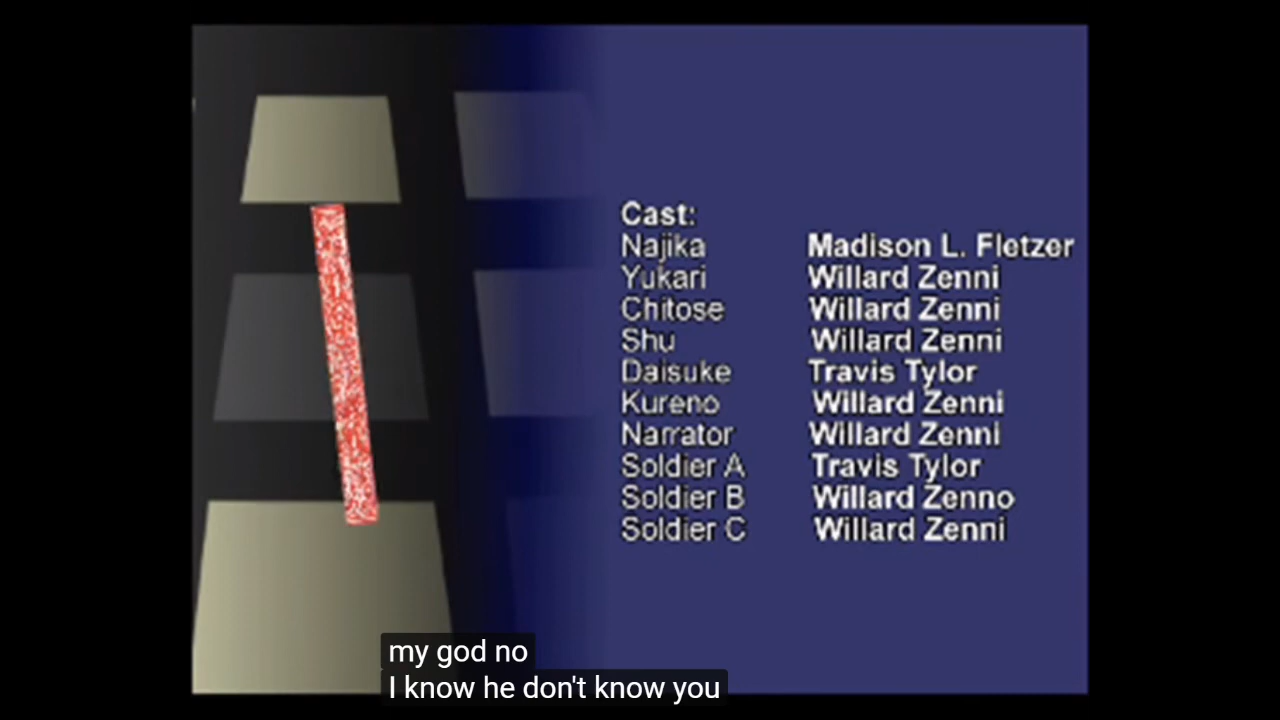 Cast:
Najika Madison L. Fletzer
Yukari Willard Zenni
Chitose Willard Zenni
Shu Willard Zenni
Daisuke Travis Tylor
Kureno Willard Zenni
Narrator Willard Zenni
Soldier A Travis Tylor
Soldier B Willard Zenno
Soldier C Willard Zenni
my god no
I know he don't know you